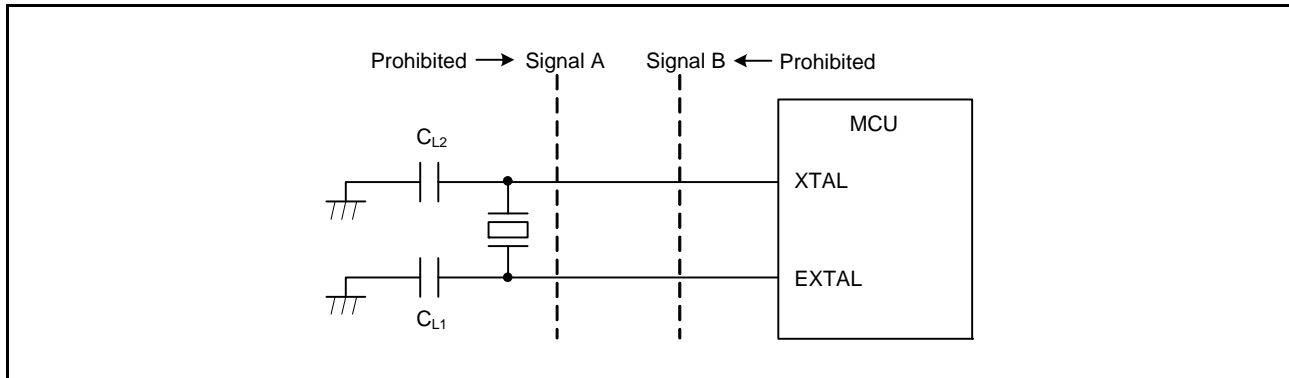 Prohibited Signal A Signal B Prohibited
MCU
CL2
XTAL
EXTAL
CL1